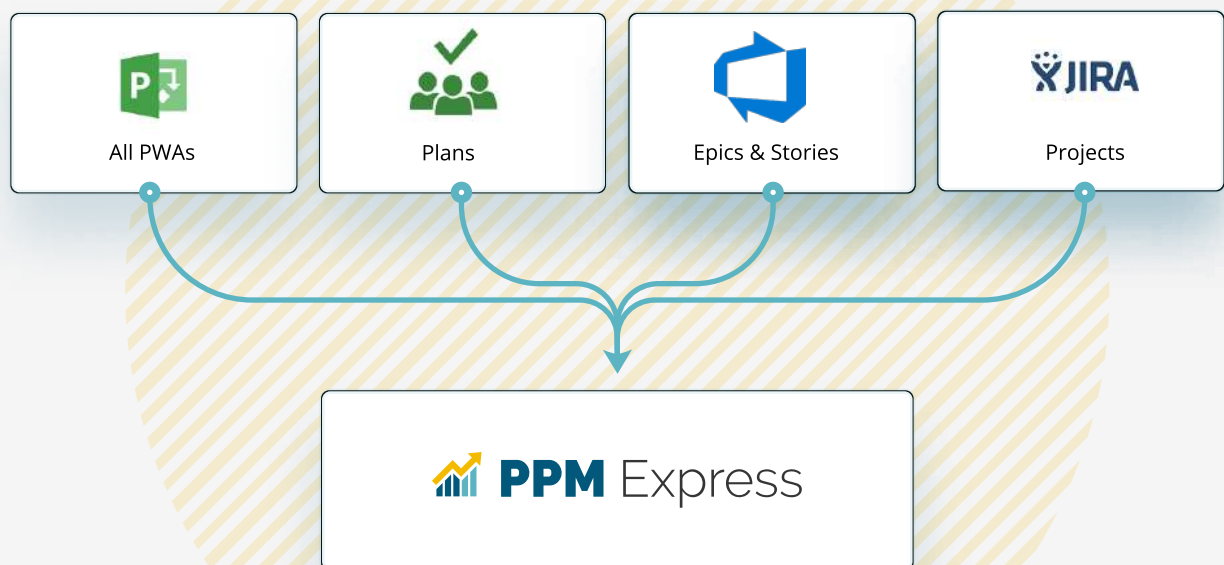 P
JIRA
All PWAs
Plans
Epics & Stories
Projects
PPM Express